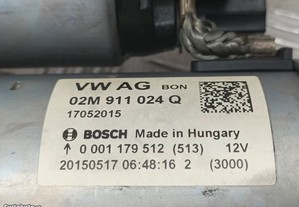 VW AG BON
02M 911 024 Q
17052015
BOSCH Made in Hungary
0 001 179 512 (513) 12V
20150517 06:48:16 2 (3000)